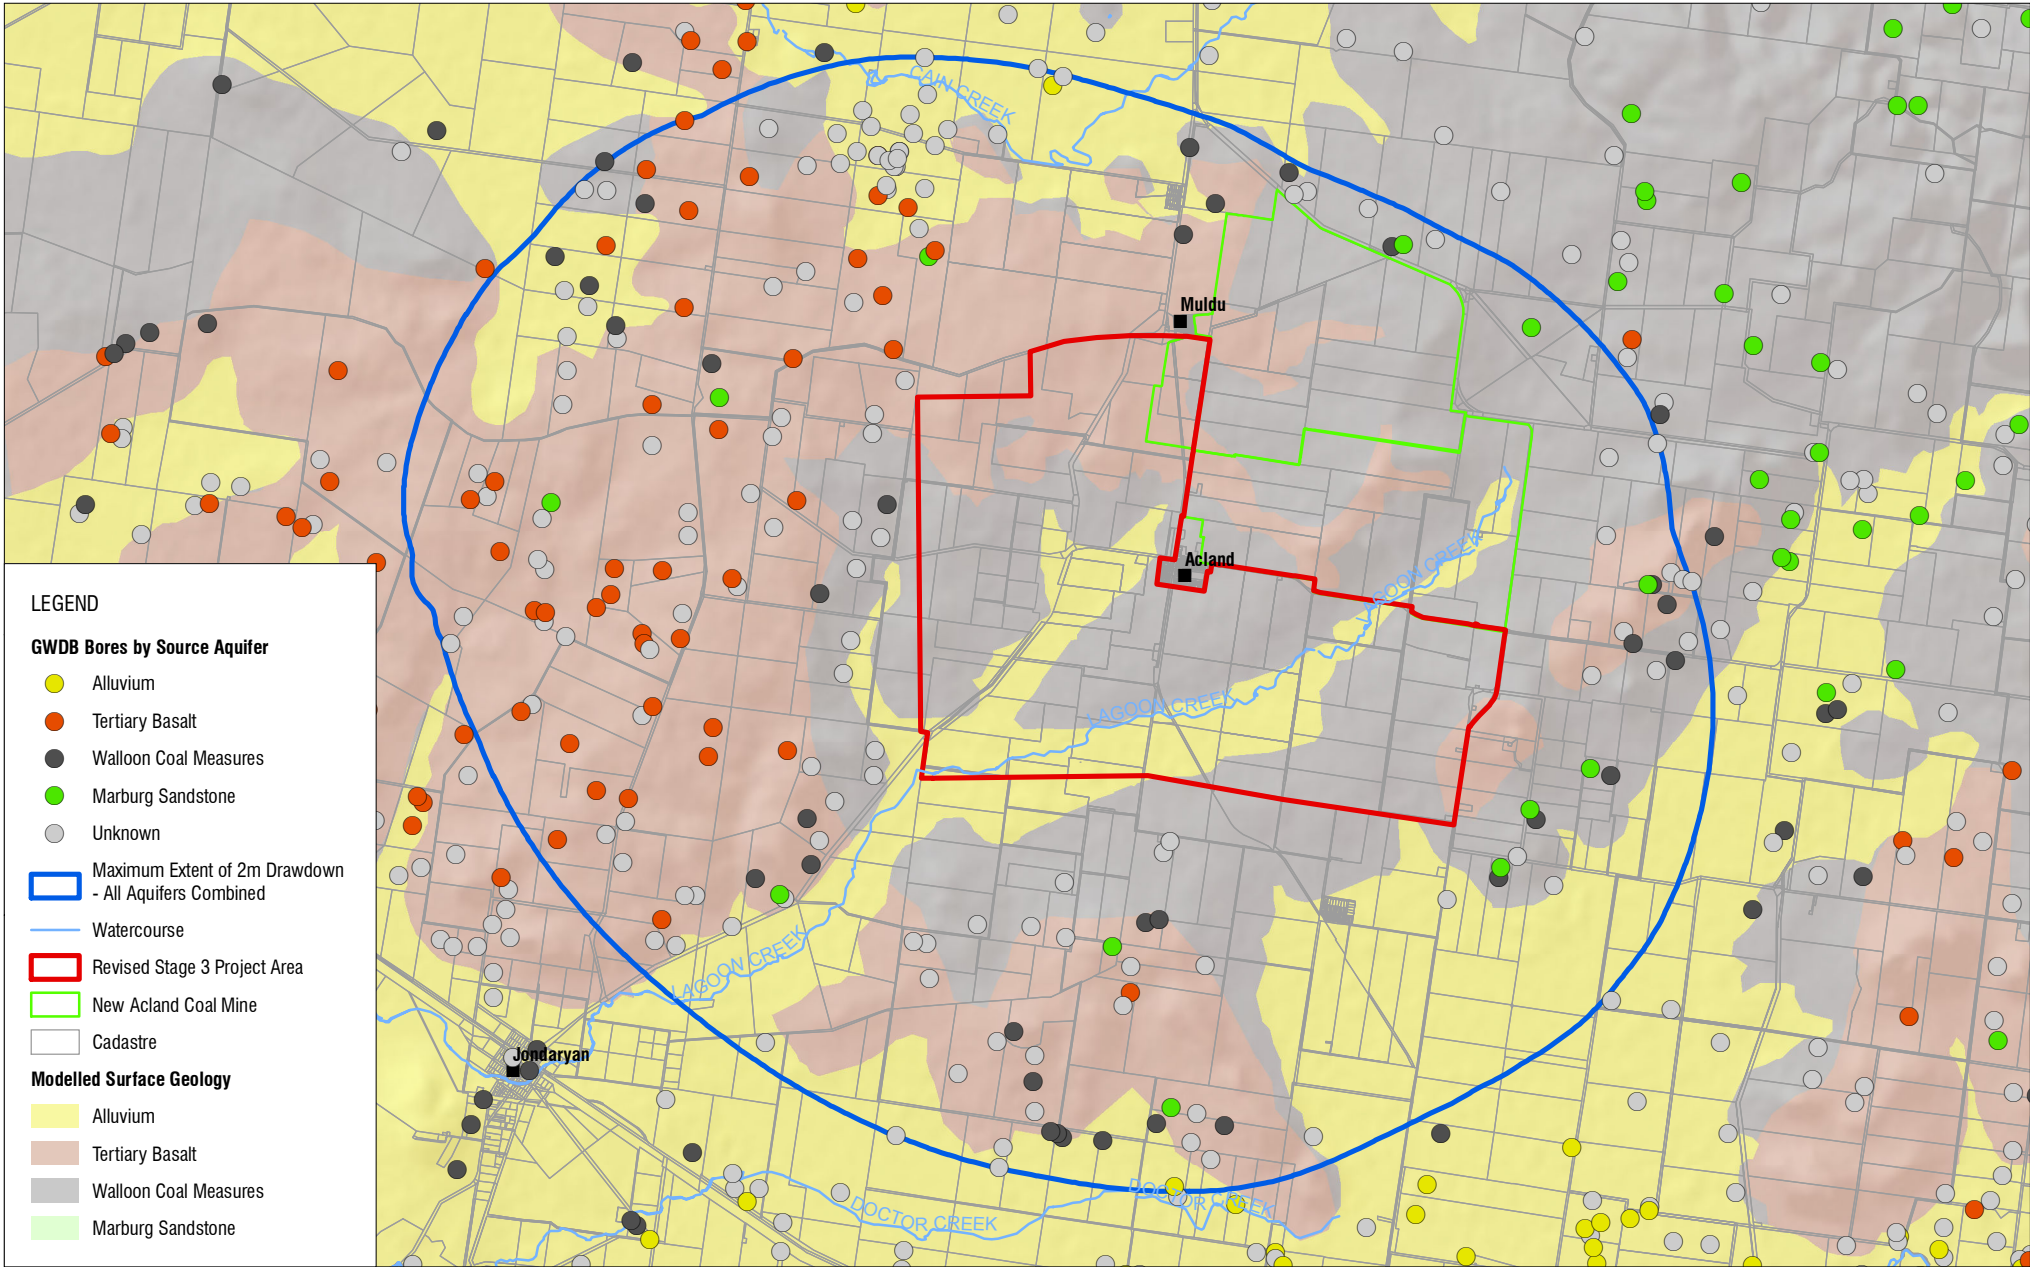 CAIN CREEK
Muldu
Acland
LAGOON CREEK
LAGOON CREEK
LAGOON CREEK
Jondaryan
DOCTOR CREEK
DOCTOR CREEK
LEGEND
GWDB Bores by Source Aquifer
Alluvium
Tertiary Basalt
Walloon Coal Measures
Marburg Sandstone
Unknown
Maximum Extent of 2m Drawdown
- All Aquifers Combined
Watercourse
Revised Stage 3 Project Area
New Acland Coal Mine
Cadastre
Modelled Surface Geology
Alluvium
Tertiary Basalt
Walloon Coal Measures
Marburg Sandstone